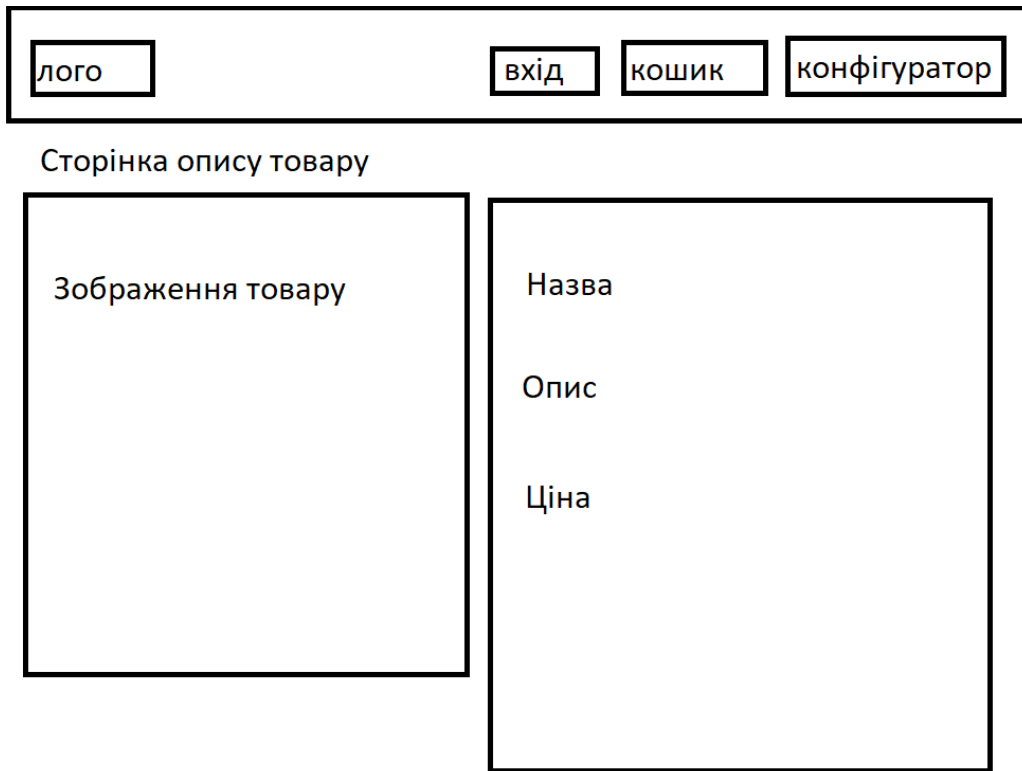 лого
вхід
кошик
конфігуратор
Сторінка опису товару
Зображення товару
Назва
Опис
Ціна